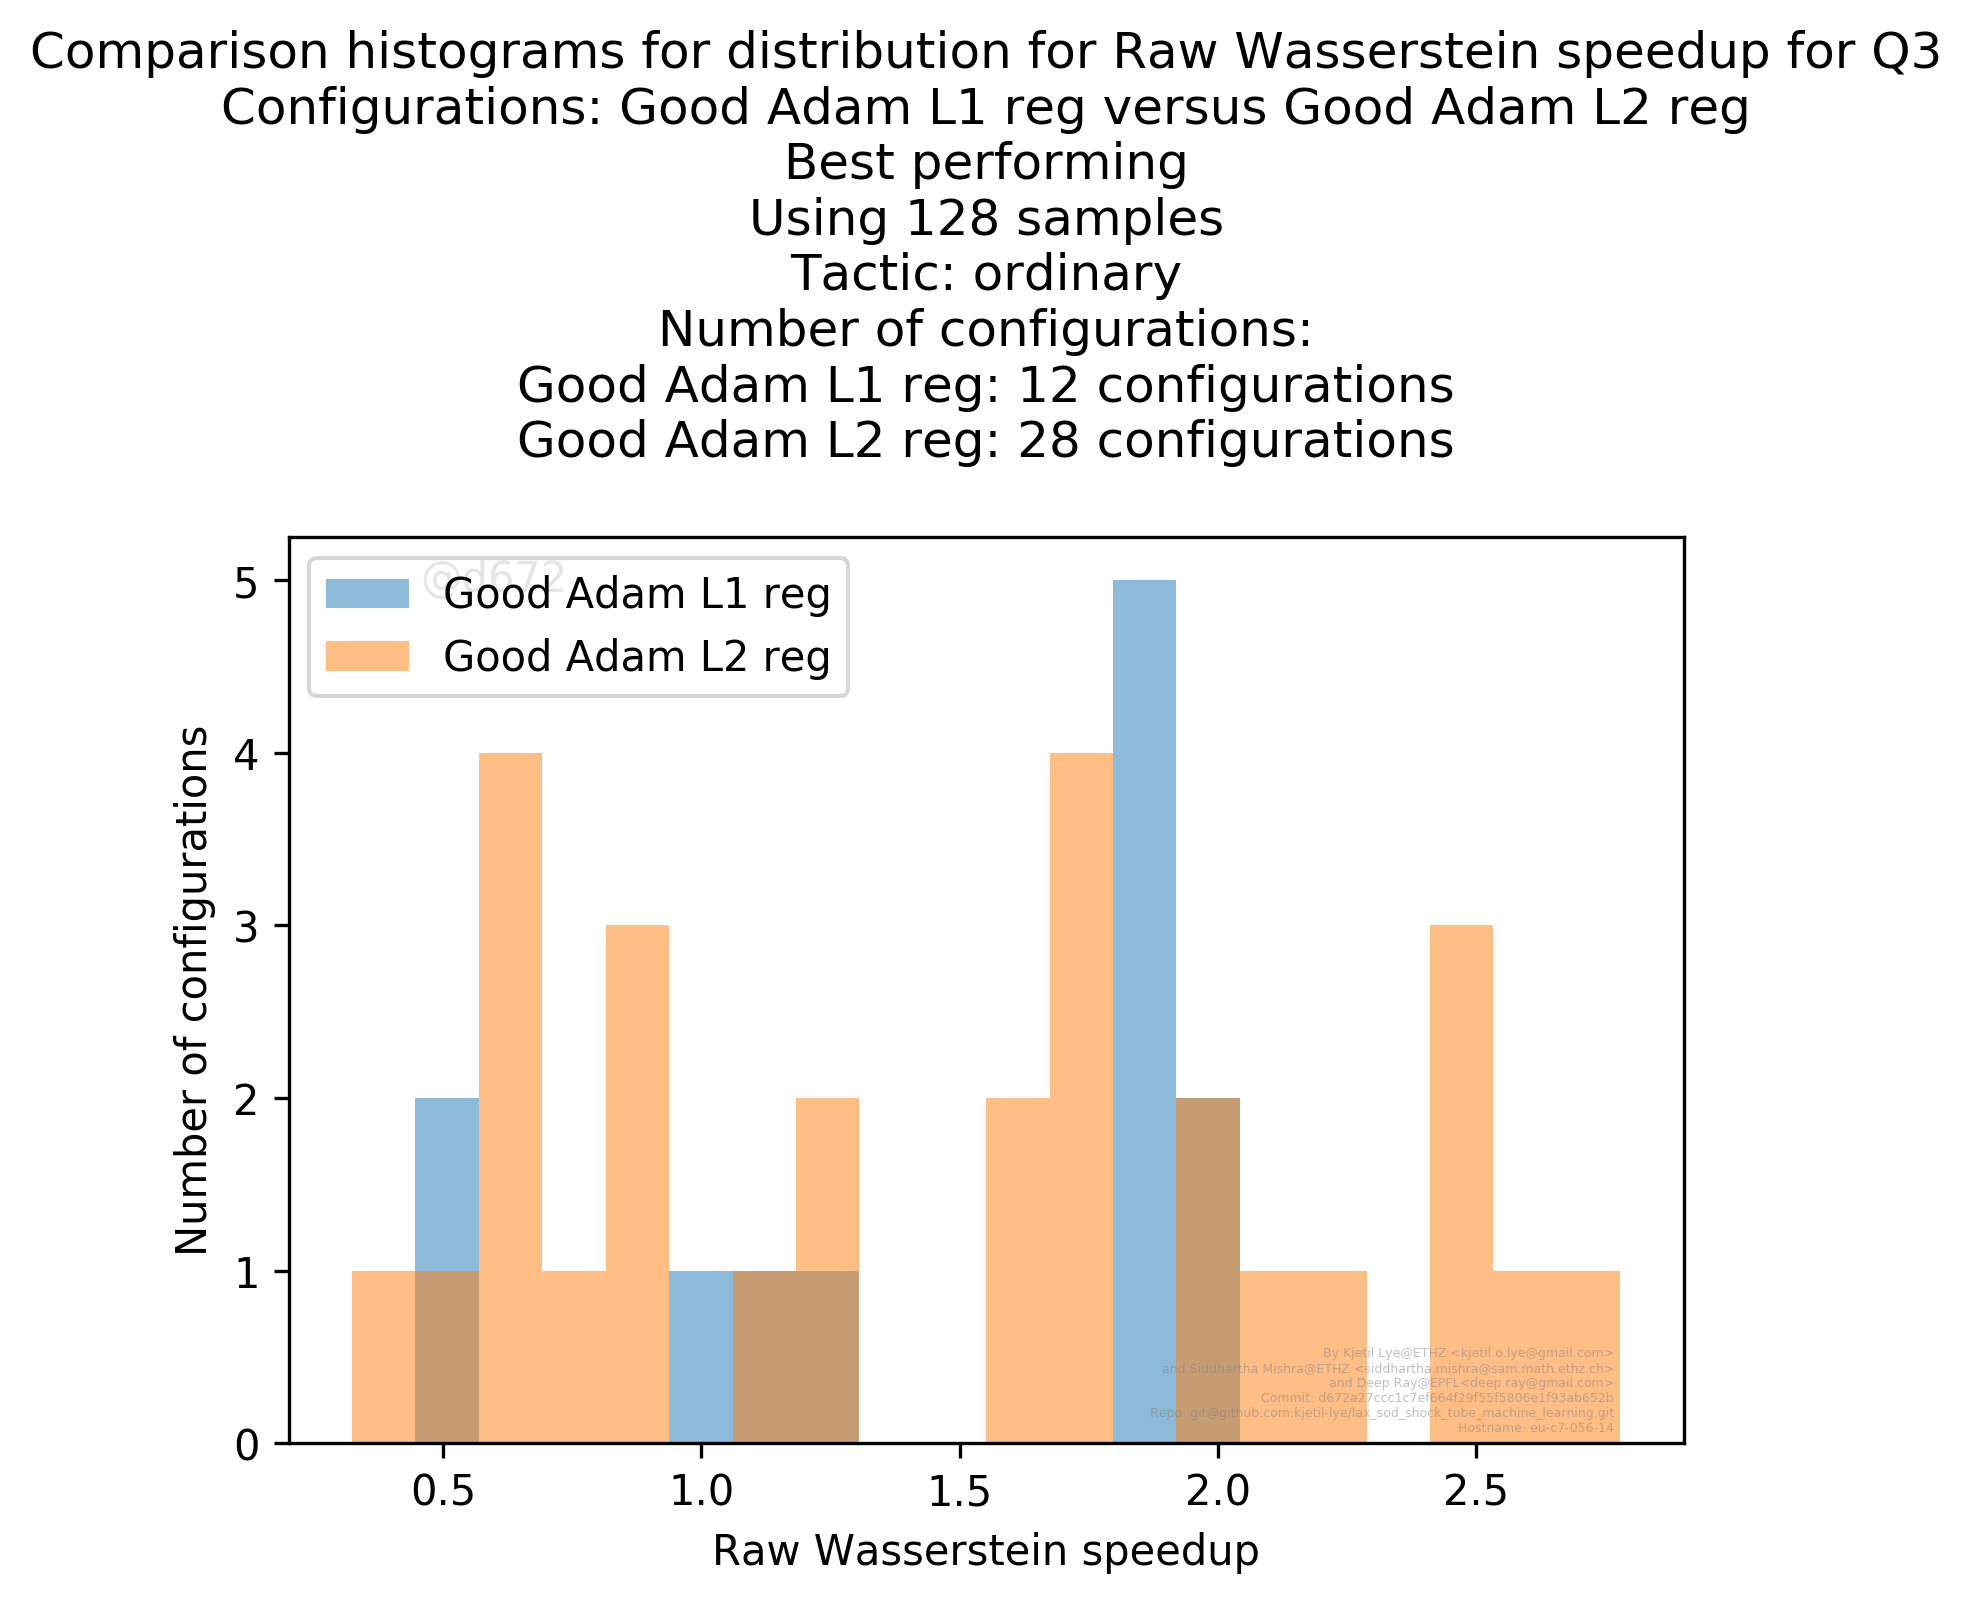 Comparison histograms for distribution for Raw Wasserstein speedup for Q3
Configurations: Good Adam L1 reg versus Good Adam L2 reg
Best performing
Using 128 samples
Tactic: ordinary
Number of configurations:
Good Adam L1 reg: 12 configurations
Good Adam L2 reg: 28 configurations
@d672
Good Adam L1 reg
Good Adam L2 reg
Number of configurations
5
4
3
2
1
0
By Kjetil Lye@ETHZ <kjetil.o.lye@gmail.com>
and Siddhartha Mishra@ETHZ <siddhartha.mishra@sam.math.ethz.ch>
and Deep Ray@EPFL<deep.ray@gmail.com>
Commit: d672a27ccc1c7ef664f29f55f5806e1f93ab652b
Repo: git@github.com:kjetil-lye/lax_sod_shock_tube_machine_learning.git
Hostname: eu-c7-056-14
0.5 1.0 1.5 2.0 2.5
Raw Wasserstein speedup